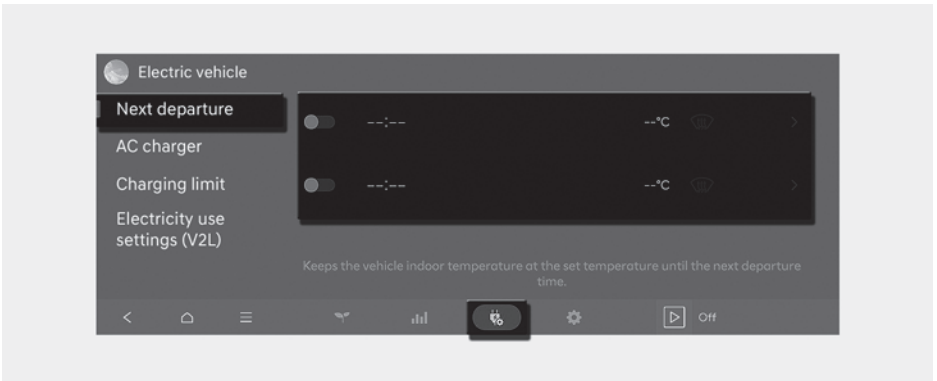 Electric vehicle
Next departure
--:-- --°C
AC charger
Charging limit
--:-- --°C
Electricity use
settings (V2L)
Keeps the vehicle indoor temperature at the set temperature until the next departure
time.
Off